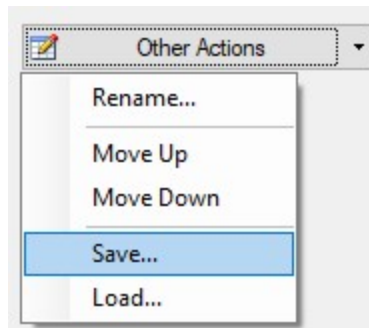 Other Actions
Rename...
Move Up
Move Down
Save...
Load...